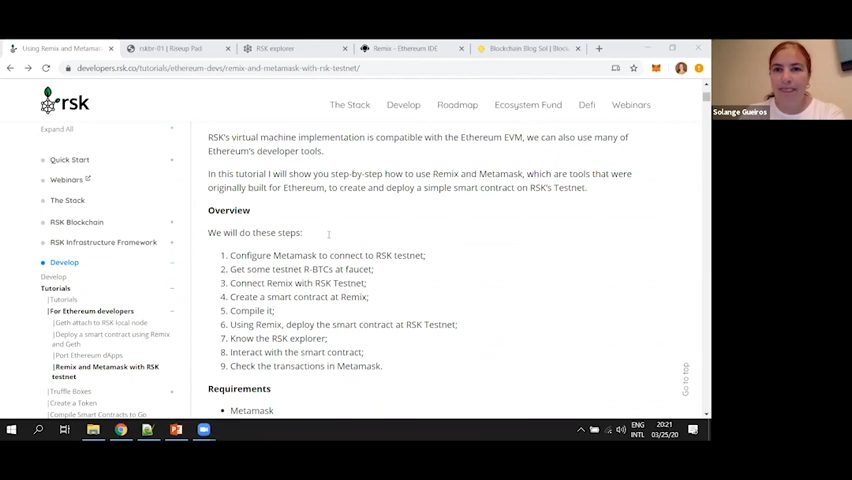 Using Remix and Metamas
rskbr-01 | Riseup Pad
RSK explorer
Remix - Ethereum IDE
Blockchain Blog Sol | Block
developers.rsk.co/tutorials/ethereum-devs/remix-and-metamask-with-rsk-testnet/
rsk
The Stack
Develop
Roadmap
Ecosystem Fund
Defi
Webinars
Solange Gueiros
Expand All
Quick Start
Webinars
The Stack
RSK Blockchain
RSK Infrastructure Framework
Develop
Develop
Tutorials
|Tutorials
|For Ethereum developers
|Geth attach to RSK local node
|Deploy a smart contract using Remix
and Geth
|Port Ethereum dApps
|Remix and Metamask with RSK
testnet
|Truffle Boxes
|Create a Token
|Compile Smart Contracts to Go
RSK's virtual machine implementation is compatible with the Ethereum EVM, we can also use many of
Ethereum's developer tools.
In this tutorial I will show you step-by-step how to use Remix and Metamask, which are tools that were
originally built for Ethereum, to create and deploy a simple smart contract on RSK's Testnet.
Overview
We will do these steps:
1. Configure Metamask to connect to RSK testnet;
2. Get some testnet R-BTCs at faucet;
3. Connect Remix with RSK Testnet;
4. Create a smart contract at Remix;
5. Compile it;
6. Using Remix, deploy the smart contract at RSK Testnet;
7. Know the RSK explorer;
8. Interact with the smart contract;
9. Check the transactions in Metamask.
Requirements
• Metamask
Go to top
ENG
INTL
20:21
03/25/20